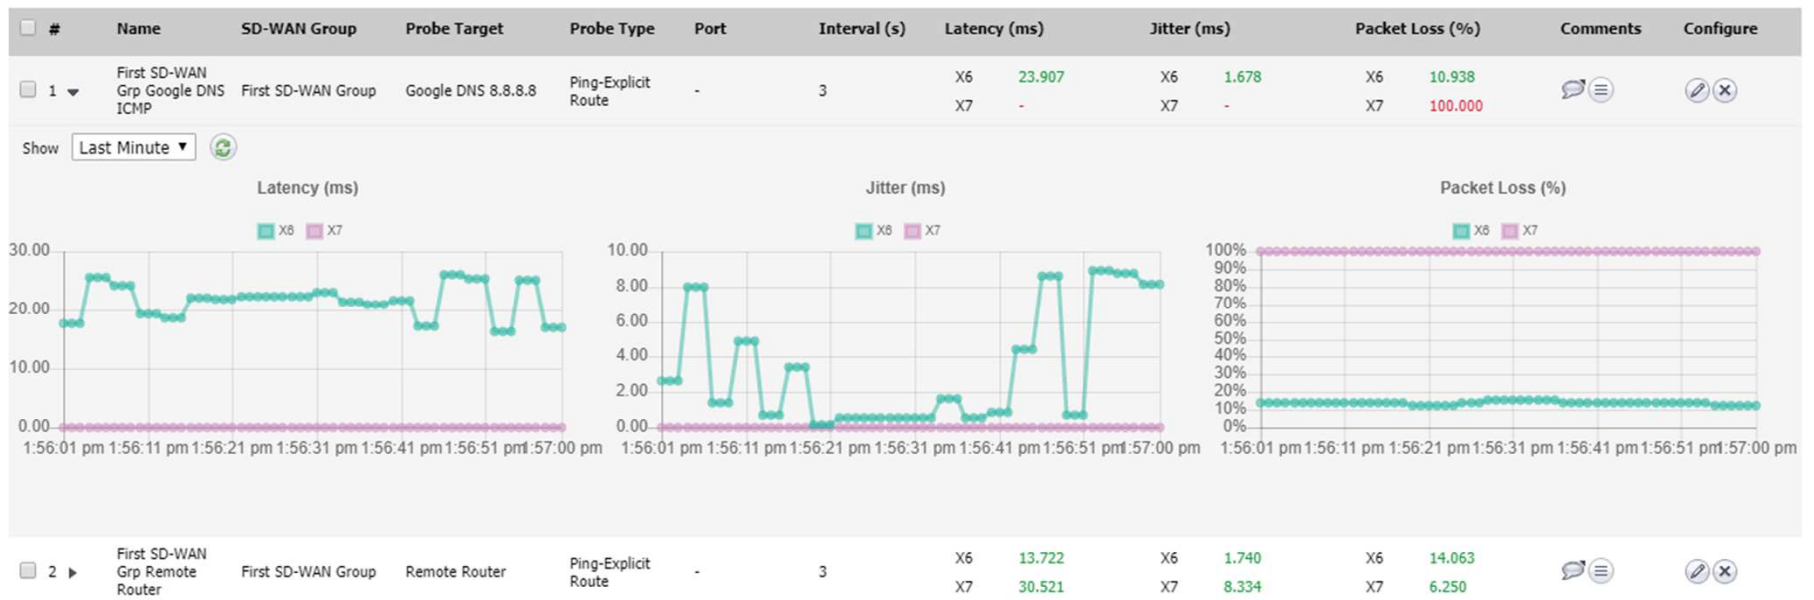 # Name SD-WAN Group Probe Target Probe Type Port Interval (s) Latency (ms) Jitter (ms) Packet Loss (%) Comments Configure
First SD-WAN
1 Grp Google DNS First SD-WAN Group Google DNS 8.8.8.8 Ping-Explicit - 3 X6 23.907 X6 1.678 X6 10.938
ICMP Route X7 - X7 - X7 100.000
Show Last Minute
Latency (ms) Jitter (ms) Packet Loss (%)
X6 X7 X6 X7 X6 X7
30.00 10.00 100%
90%
8.00 80%
20.00 70%
6.00 60%
50%
10.00 4.00 40%
30%
2.00 20%
10%
0.00 0.00 0%
1:56:01 pm 1:56:11 pm 1:56:21 pm 1:56:31 pm 1:56:41 pm 1:56:51 pm 1:57:00 pm 1:56:01 pm 1:56:11 pm 1:56:21 pm 1:56:31 pm 1:56:41 pm 1:56:51 pm 1:57:00 pm 1:56:01 pm 1:56:11 pm 1:56:21 pm 1:56:31 pm 1:56:41 pm 1:56:51 pm 1:57:00 pm
First SD-WAN
2 Grp Remote First SD-WAN Group Remote Router Ping-Explicit - 3 X6 13.722 X6 1.740 X6 14.063
Router Route X7 30.521 X7 8.334 X7 6.250